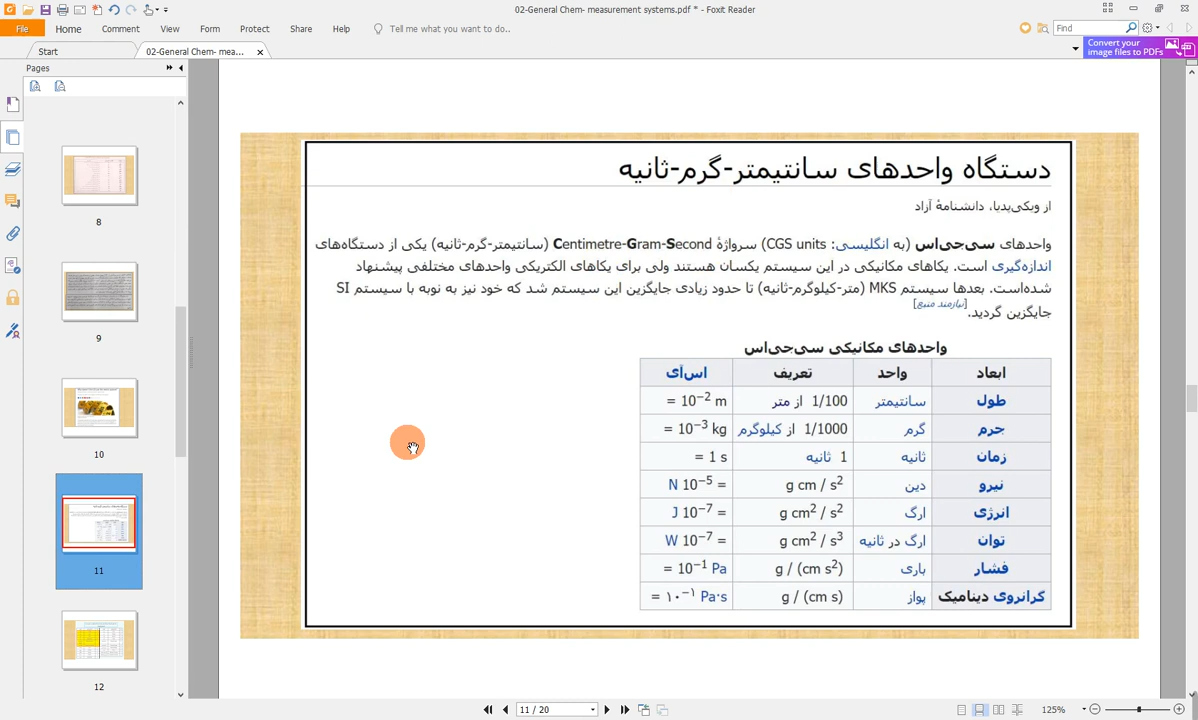 02-General Chem- measurement systems.pdf * - Foxit Reader
File Home Comment View Form Protect Share Help Tell me what you want to do..
Find
Start
02-General Chem- mea...
Convert your
image files to PDFs
Pages
8
9
10
11
12
دستگاه واحدهای سانتیمتر-گرم-ثانیه
از ویکی‌پدیا، دانشنامهٔ آزاد
واحدهای سی‌جی‌اس (به انگلیسی: CGS units) سرواژهٔ Centimetre-Gram-Second (سانتیمتر-گرم-ثانیه) یکی از دستگاه‌های
اندازه‌گیری است. یکاهای مکانیکی در این سیستم یکسان هستند ولی برای یکاهای الکتریکی واحدهای مختلفی پیشنهاد
شده‌است. بعدها سیستم MKS (متر-کیلوگرم-ثانیه) تا حدود زیادی جایگزین این سیستم شد که خود نیز به نوبه با سیستم SI
جایگزین گردید.[نیازمند منبع]
واحدهای مکانیکی سی‌جی‌اس
ابعاد واحد تعریف اس‌آی
طول سانتیمتر 1/100 از متر = 10−2 m
جرم گرم 1/1000 از کیلوگرم = 10−3 kg
زمان ثانیه 1 ثانیه = 1 s
نیرو دین g cm / s2 = 10−5 N
انرژی ارگ g cm2 / s2 = 10−7 J
توان ارگ در ثانیه g cm2 / s3 = 10−7 W
فشار باری g / (cm s2) = 10−1 Pa
گرانروی دینامیک پواز g / (cm s) = ۱۰−۱ Pa·s
11 / 20
125%